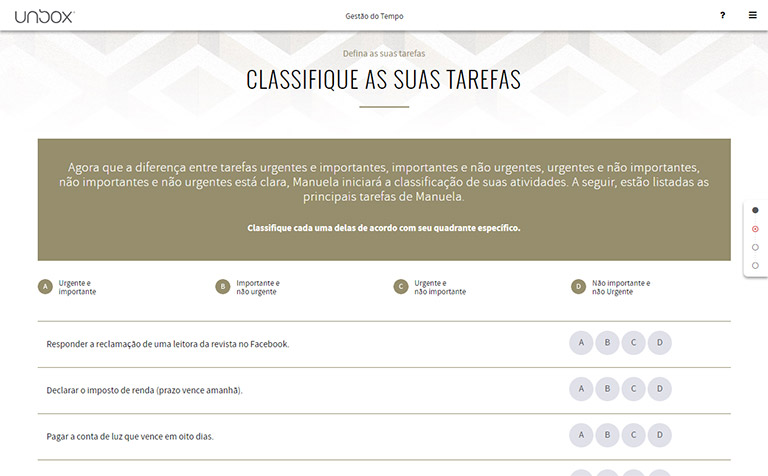 unbox™
Gestão do Tempo
?
Defina as suas tarefas
CLASSIFIQUE AS SUAS TAREFAS
Agora que a diferença entre tarefas urgentes e importantes, importantes e não urgentes, urgentes e não importantes,
não importantes e não urgentes está clara, Manuela iniciará a classificação de suas atividades. A seguir, estão listadas as
principais tarefas de Manuela.
Classifique cada uma delas de acordo com seu quadrante específico.
A Urgente e
importante
B Importante e
não urgente
C Urgente e
não importante
D Não importante e
não Urgente
Responder a reclamação de uma leitora da revista no Facebook. A B C D
Declarar o imposto de renda (prazo vence amanhã). A B C D
Pagar a conta de luz que vence em oito dias. A B C D